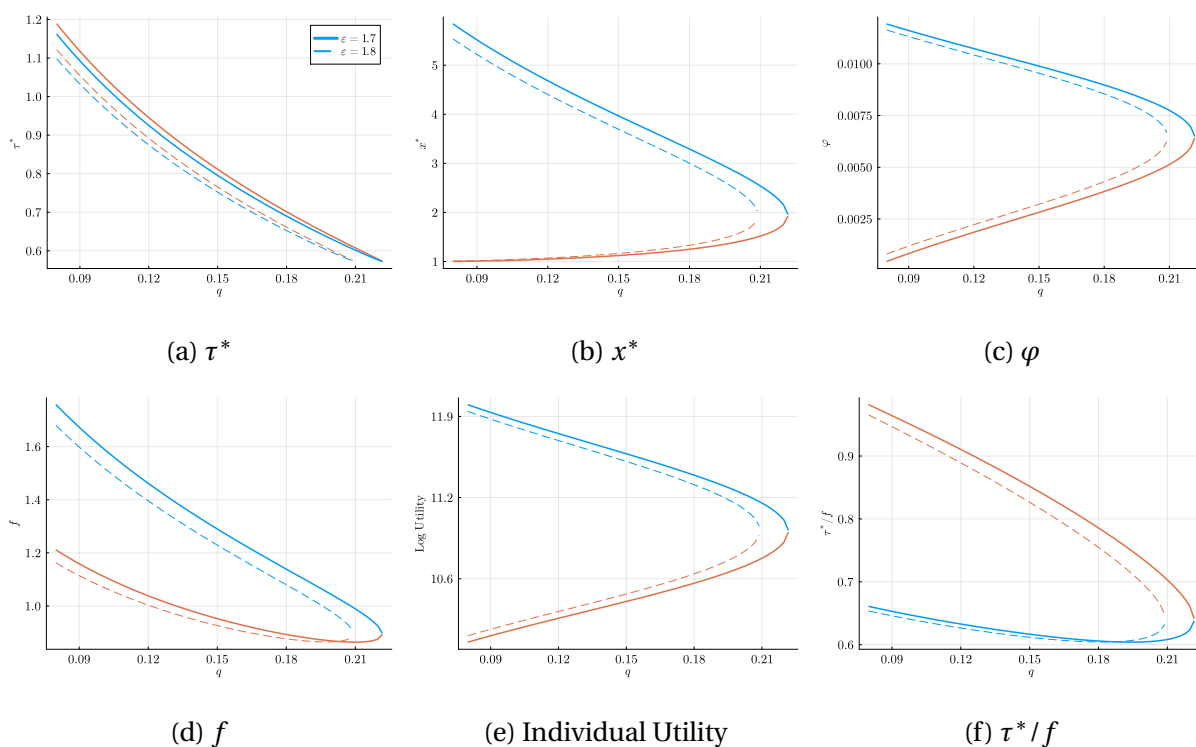 1.2
1.1
1.0
0.9
0.8
0.7
0.6
τ*
0.09 0.12 0.15 0.18 0.21
q
ε = 1.7
ε = 1.8
(a) τ*
5
4
3
2
1
x*
0.09 0.12 0.15 0.18 0.21
q
(b) x*
0.0100
0.0075
0.0050
0.0025
φ
0.09 0.12 0.15 0.18 0.21
q
(c) φ
1.6
1.4
1.2
1.0
f
0.09 0.12 0.15 0.18 0.21
q
(d) f
11.9
11.2
10.6
Log Utility
0.09 0.12 0.15 0.18 0.21
q
(e) Individual Utility
0.9
0.8
0.7
0.6
τ*/f
0.09 0.12 0.15 0.18 0.21
q
(f) τ*/f